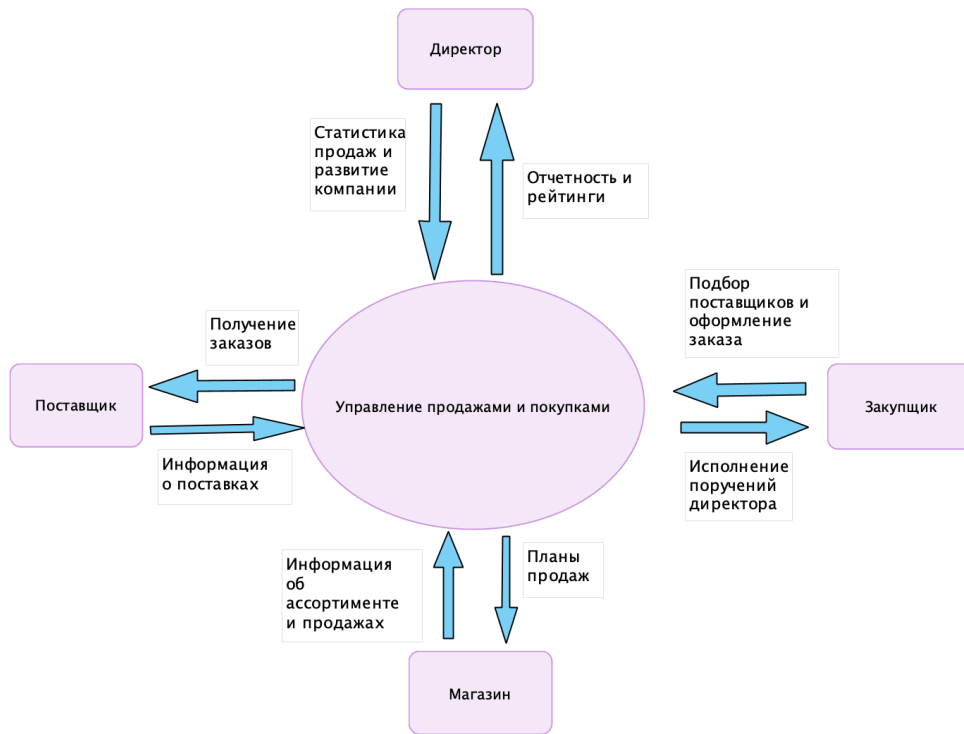 Директор
Статистика
продаж и
развитие
компании
Отчетность и
рейтинги
Подбор
поставщиков и
оформление
заказа
Получение
заказов
Поставщик
Управление продажами и покупками
Закупщик
Информация
о поставках
Исполнение
поручений
директора
Информация
об
ассортименте
и продажах
Планы
продаж
Магазин